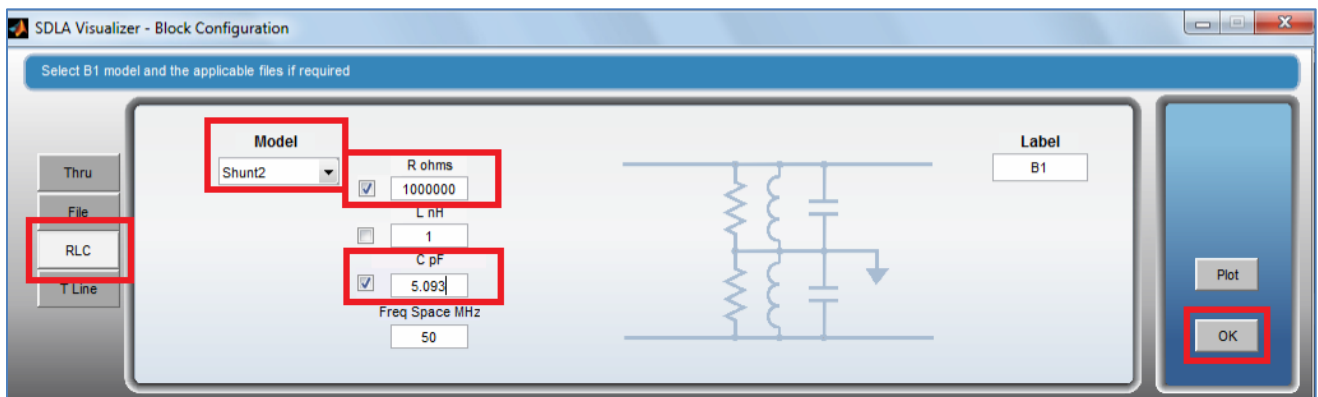 SDLA Visualizer - Block Configuration
Select B1 model and the applicable files if required
Thru
File
RLC
T Line
Model
Shunt2
R ohms
1000000
L nH
1
C pF
5.093
Freq Space MHz
50
Label
B1
Plot
OK